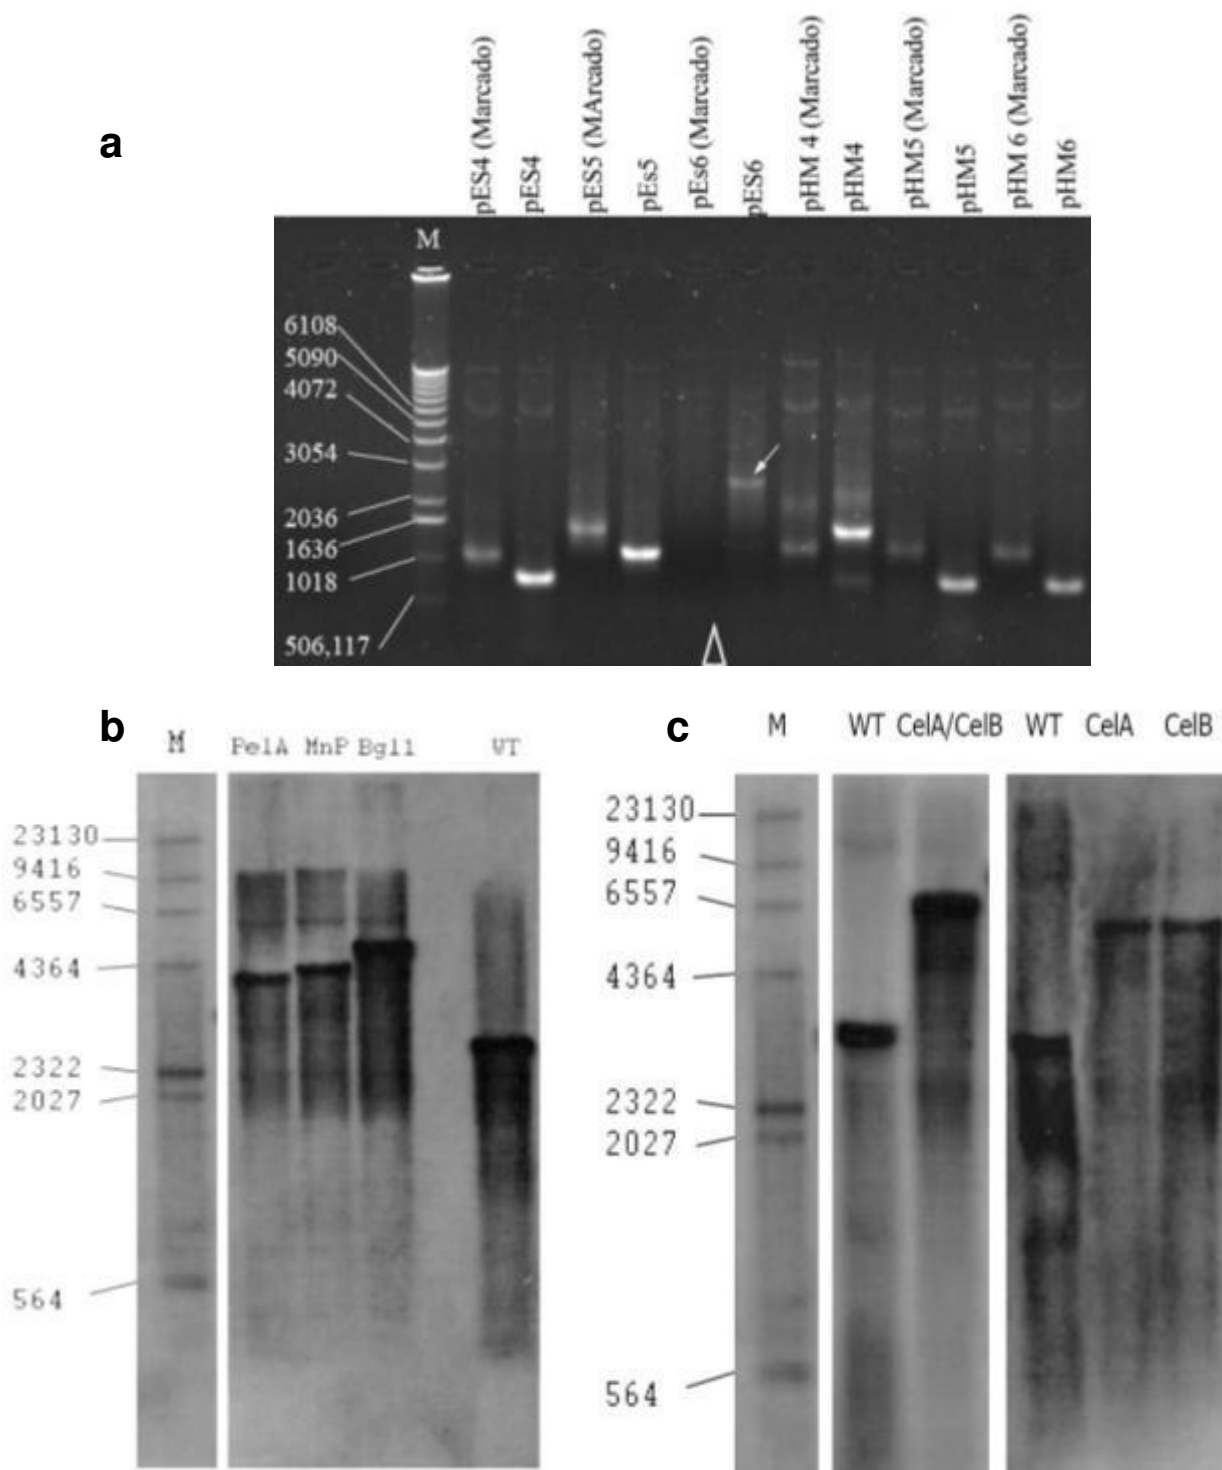 a
pES4 (Marcado)
pES4
pES5 (MArcado)
pEs5
pEs6 (Marcado)
pES6
pHM 4 (Marcado)
pHM4
pHM5 (Marcado)
pHM5
pHM 6 (Marcado)
pHM6
M
6108
5090
4072
3054
2036
1636
1018
506,117
b
M PelA MnP Bgl1 WT
23130
9416
6557
4364
2322
2027
564
c
M WT CelA/CelB WT CelA CelB
23130
9416
6557
4364
2322
2027
564